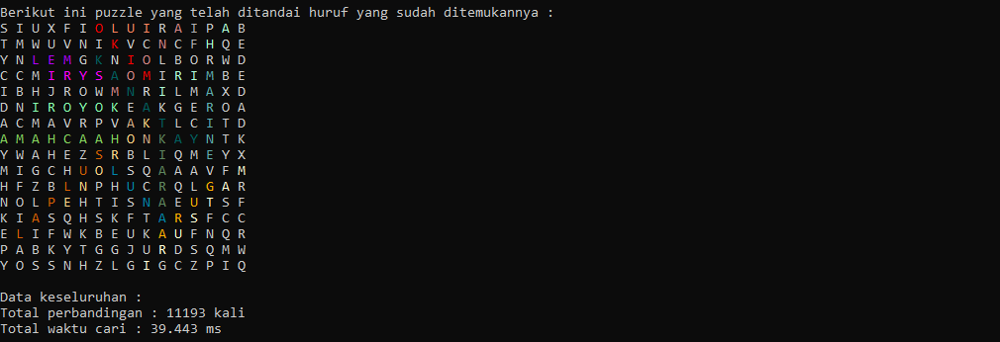 Berikut ini puzzle yang telah ditandai huruf yang sudah ditemukannya :
S I U X F I O L U I R A I P A B
T M W U V N I K V C N C F H Q E
Y N L E M G K N I O L B O R W D
C C M I R Y S A O M I R I M B E
I B H J R O W M N R I L M A X D
D N I R O Y O K E A K G E R O A
A C M A V R P V A K T L C I T D
A M A H C A A H O N K A Y N T K
Y W A H E Z S R B L I Q M E Y X
M I G C H U O L S Q A A A V F M
H F Z B L N P H U C R Q L G A R
N O L P E H T I S N A E U T S F
K I A S Q H S K F T A R S F C C
E L I F W K B E U K A U F N Q R
P A B K Y T G G J U R D S Q M W
Y O S S N H Z L G I G C Z P I Q
Data keseluruhan :
Total perbandingan : 11193 kali
Total waktu cari : 39.443 ms